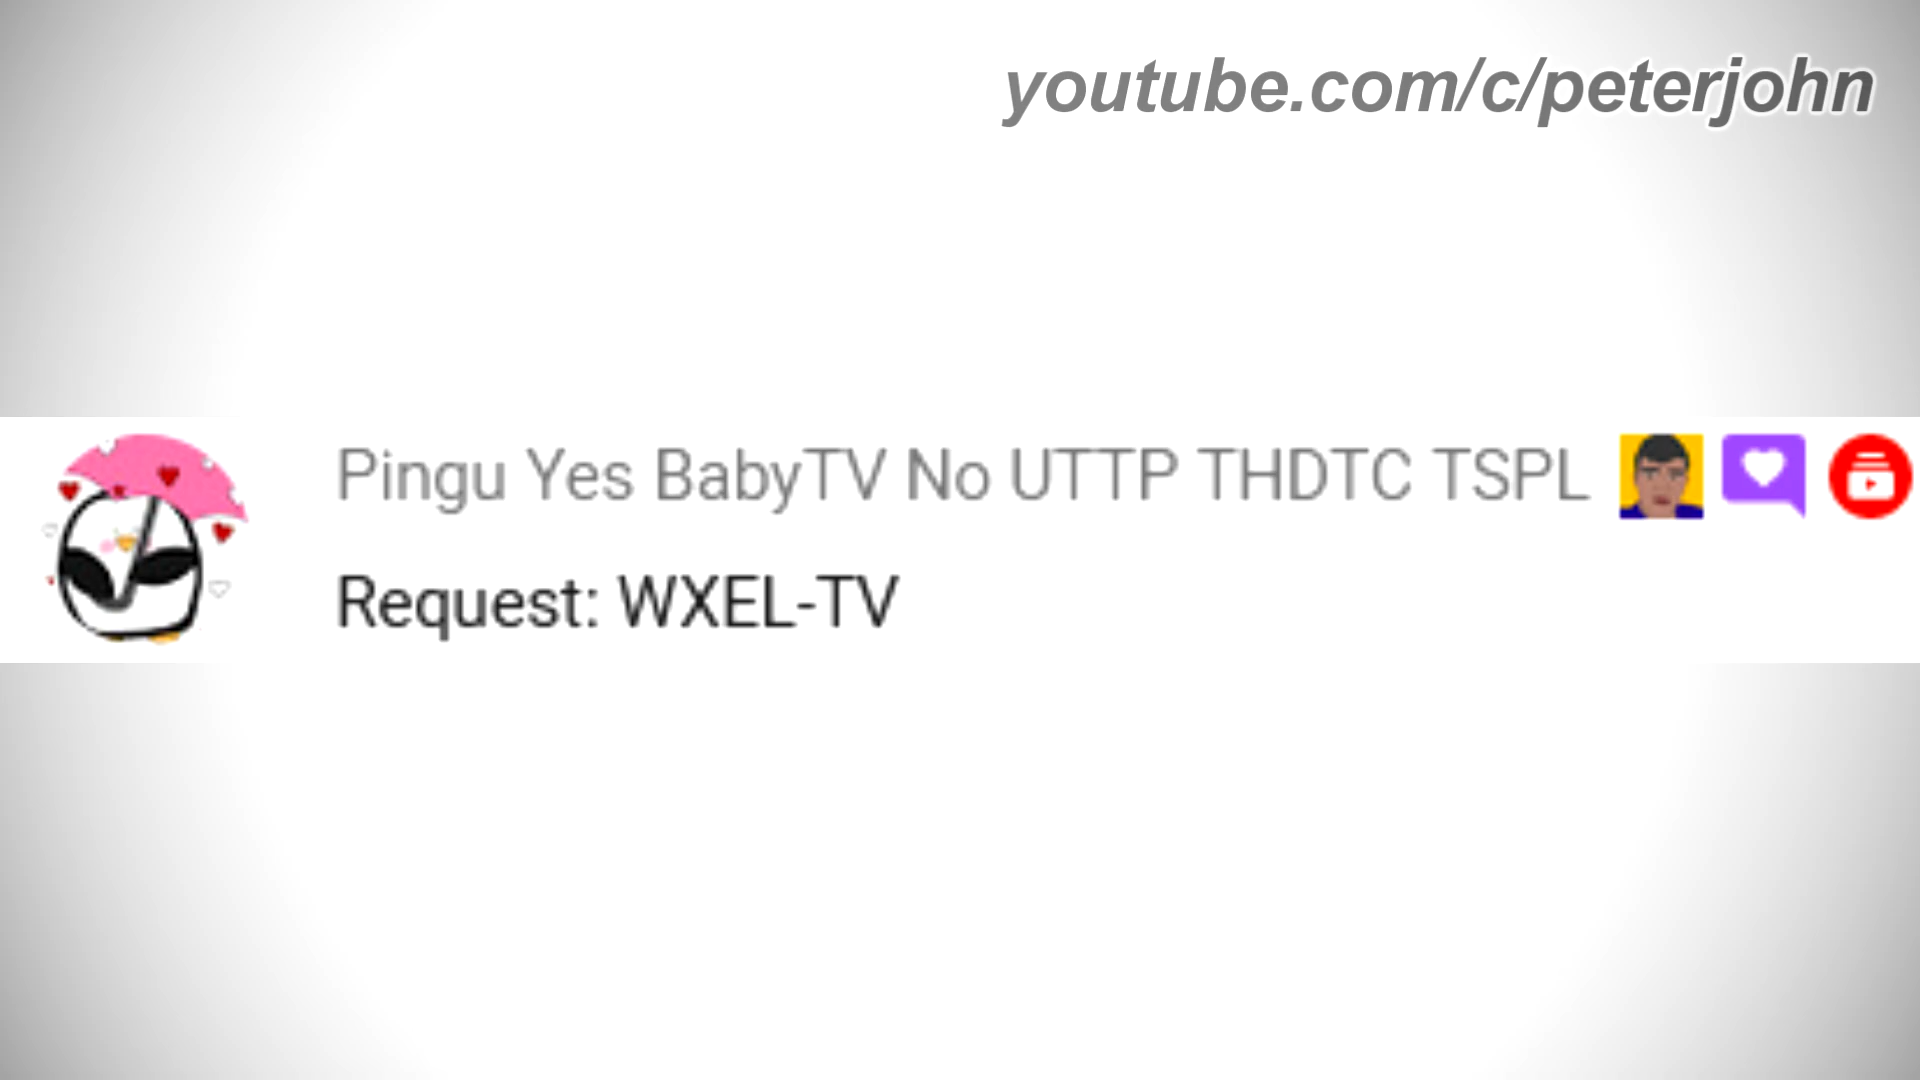 youtube.com/c/peterjohn
Pingu Yes BabyTV No UTTP THDTC TSPL
Request: WXEL-TV